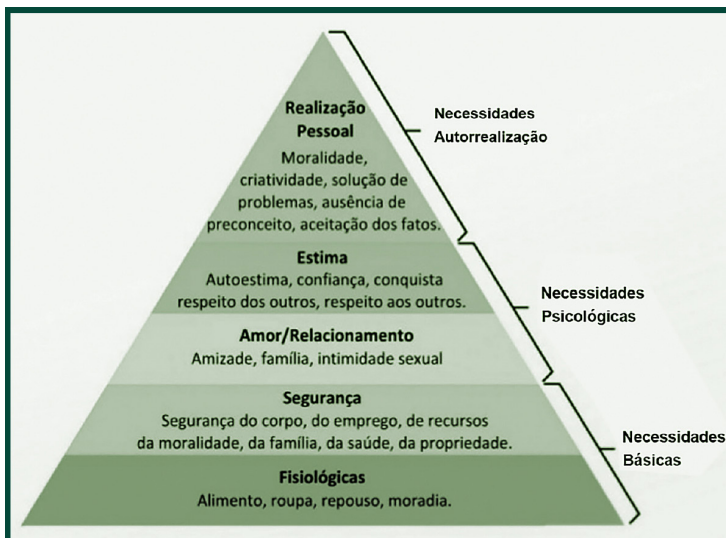 Realização
Pessoal
Moralidade,
criatividade, solução de
problemas, ausência de
preconceito, aceitação dos fatos.
Necessidades
Autorrealização
Estima
Autoestima, confiança, conquista
respeito dos outros, respeito aos outros.
Necessidades
Psicológicas
Amor/Relacionamento
Amizade, família, intimidade sexual
Segurança
Segurança do corpo, do emprego, de recursos
da moralidade, da família, da saúde, da propriedade.
Necessidades
Básicas
Fisiológicas
Alimento, roupa, repouso, moradia.